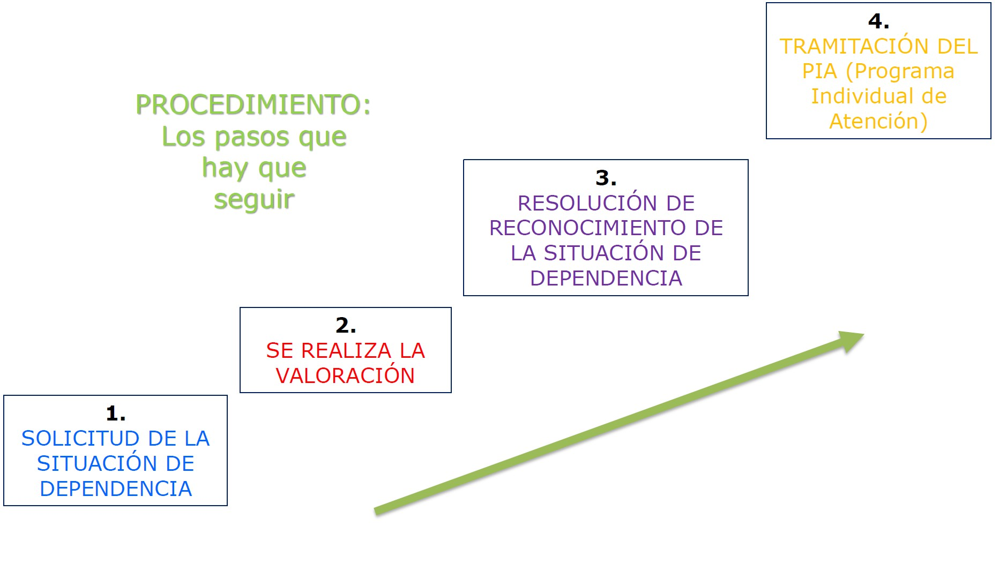 PROCEDIMIENTO:
Los pasos que
hay que
seguir
1.
SOLICITUD DE LA
SITUACIÓN DE
DEPENDENCIA
2.
SE REALIZA LA
VALORACIÓN
3.
RESOLUCIÓN DE
RECONOCIMIENTO DE
LA SITUACIÓN DE
DEPENDENCIA
4.
TRAMITACIÓN DEL
PIA (Programa
Individual de
Atención)